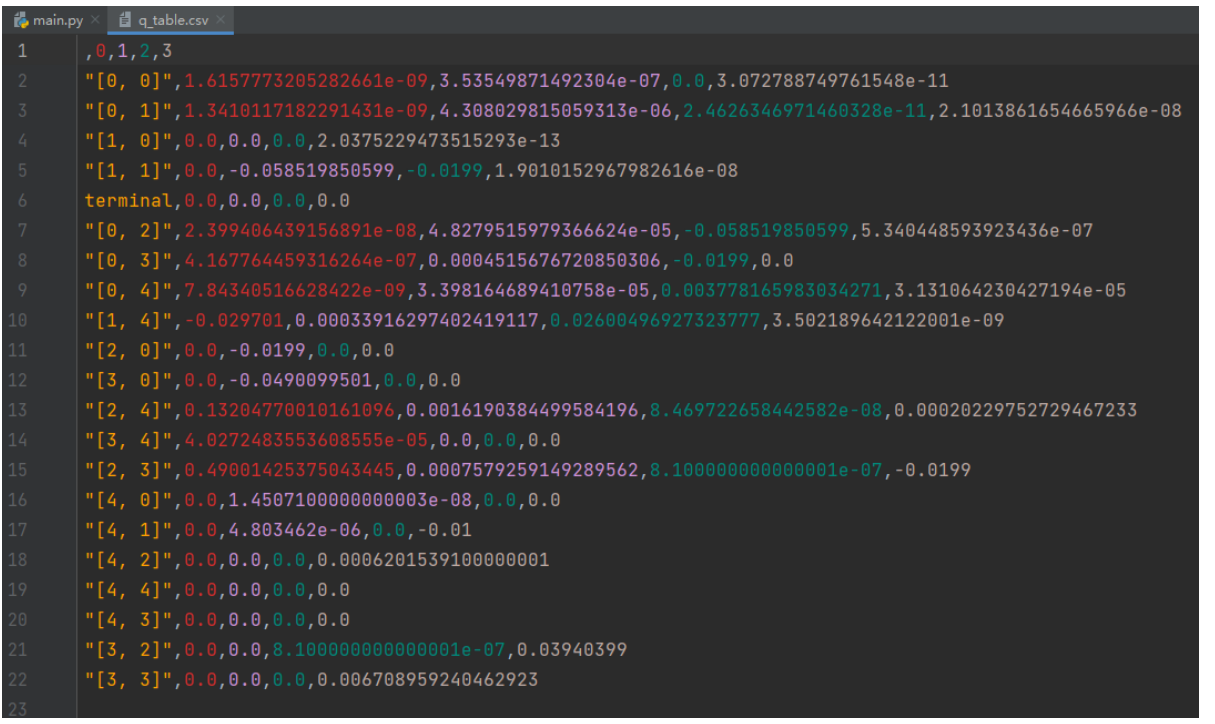 main.py × q_table.csv ×
1 ,0,1,2,3
2 "[0, 0]",1.6157773205282661e-09,3.53549871492304e-07,0.0,3.072788749761548e-11
3 "[0, 1]",1.3410117182291431e-09,4.308029815059313e-06,2.4626346971460328e-11,2.1013861654665966e-08
4 "[1, 0]",0.0,0.0,0.0,2.0375229473515293e-13
5 "[1, 1]",0.0,-0.058519850599,-0.0199,1.9010152967982616e-08
6 terminal,0.0,0.0,0.0,0.0
7 "[0, 2]",2.399406439156891e-08,4.8279515979366624e-05,-0.058519850599,5.340448593923436e-07
8 "[0, 3]",4.167764459316264e-07,0.0004515676720850306,-0.0199,0.0
9 "[0, 4]",7.84340516628422e-09,3.398164689410758e-05,0.003778165983034271,3.131064230427194e-05
10 "[1, 4]",-0.029701,0.00033916297402419117,0.02600496927323777,3.502189642122001e-09
11 "[2, 0]",0.0,-0.0199,0.0,0.0
12 "[3, 0]",0.0,-0.0490099501,0.0,0.0
13 "[2, 4]",0.13204770010161096,0.0016190384499584196,8.469722658442582e-08,0.00020229752729467233
14 "[3, 4]",4.0272483553608555e-05,0.0,0.0,0.0
15 "[2, 3]",0.49001425375043445,0.0007579259149289562,8.100000000000001e-07,-0.0199
16 "[4, 0]",0.0,1.4507100000000003e-08,0.0,0.0
17 "[4, 1]",0.0,4.803462e-06,0.0,-0.01
18 "[4, 2]",0.0,0.0,0.0,0.0006201539100000001
19 "[4, 4]",0.0,0.0,0.0,0.0
20 "[4, 3]",0.0,0.0,0.0,0.0
21 "[3, 2]",0.0,0.0,8.100000000000001e-07,0.03940399
22 "[3, 3]",0.0,0.0,0.0,0.006708959240462923
23